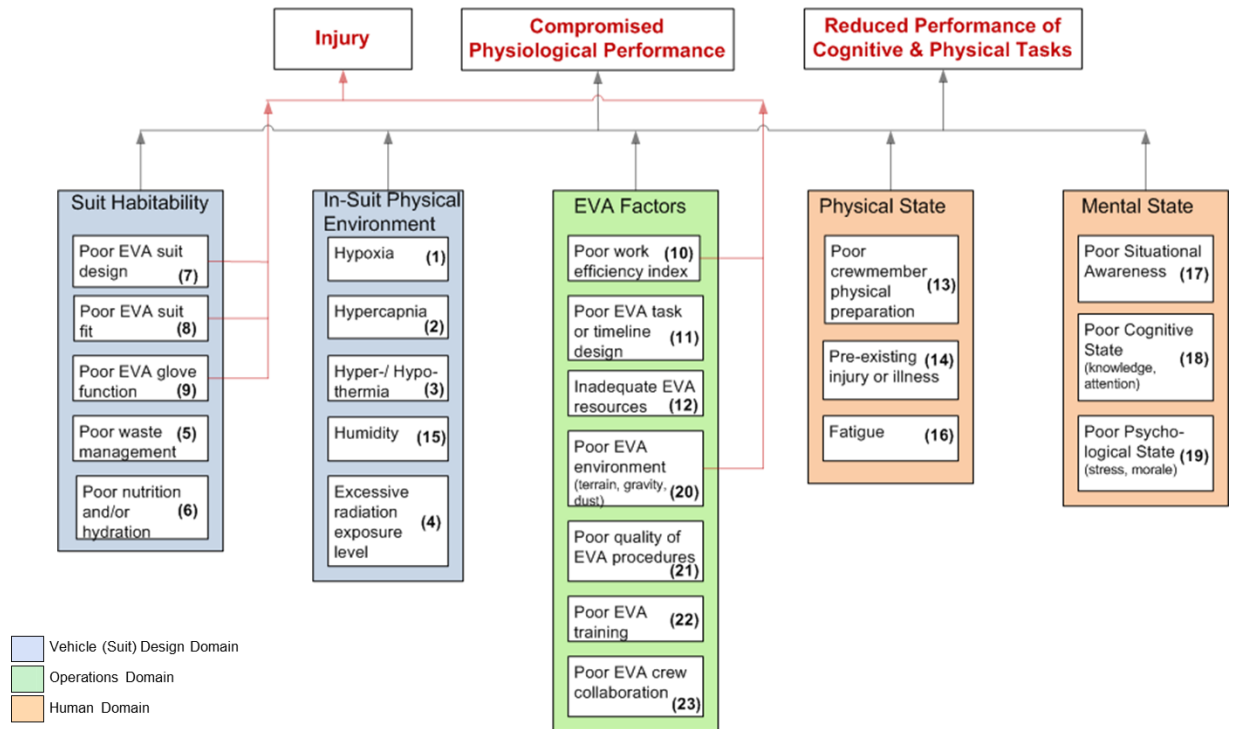 Injury
Compromised
Physiological Performance
Reduced Performance of
Cognitive & Physical Tasks
Suit Habitability
Poor EVA suit
design (7)
Poor EVA suit
fit (8)
Poor EVA glove
function (9)
Poor waste (5)
management
Poor nutrition
and/or (6)
hydration
In-Suit Physical
Environment
Hypoxia (1)
Hypercapnia
(2)
Hyper-/ Hypo-
thermia (3)
Humidity (15)
Excessive
radiation
exposure (4)
level
EVA Factors
Poor work (10)
efficiency index
Poor EVA task
or timeline (11)
design
Inadequate EVA
resources (12)
Poor EVA
environment
(terrain, gravity,
dust) (20)
Poor quality of
EVA procedures
(21)
Poor EVA (22)
training
Poor EVA crew
collaboration
(23)
Physical State
Poor
crewmember
physical (13)
preparation
Pre-existing (14)
injury or illness
Fatigue (16)
Mental State
Poor Situational
Awareness (17)
Poor Cognitive
State (18)
(knowledge,
attention)
Poor Psycho-
logical State (19)
(stress, morale)
Vehicle (Suit) Design Domain
Operations Domain
Human Domain